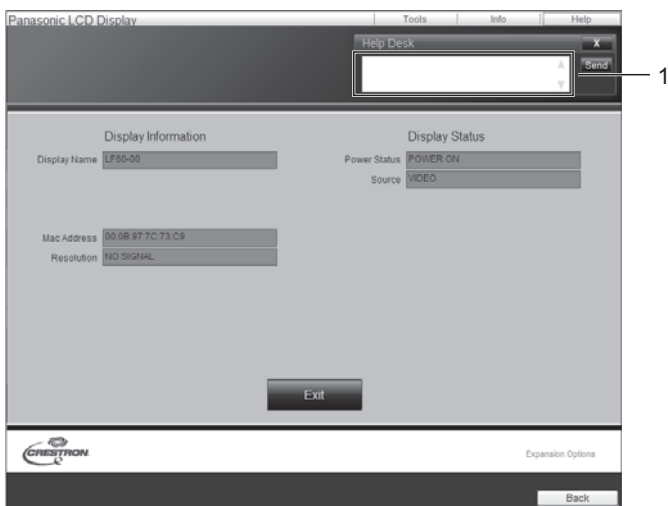 Panasonic LCD Display
Tools Info Help
Help Desk X
Send
1
Display Information Display Status
Display Name LF60-00 Power Status POWER ON
Source VIDEO
Mac Address 00:0B:97:7C:73:C9
Resolution NO SIGNAL
Exit
CRESTRON Expansion Options
Back